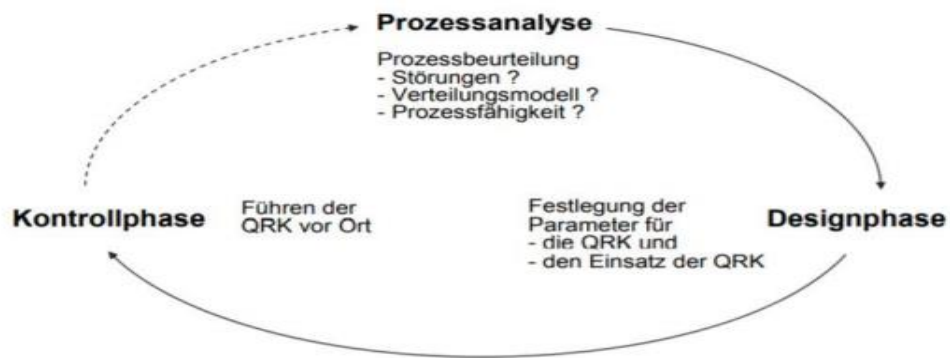 Prozessanalyse
Prozessbeurteilung
- Störungen ?
- Verteilungsmodell ?
- Prozessfähigkeit ?
Kontrollphase
Führen der
QRK vor Ort
Festlegung der
Parameter für
- die QRK und
- den Einsatz der QRK
Designphase